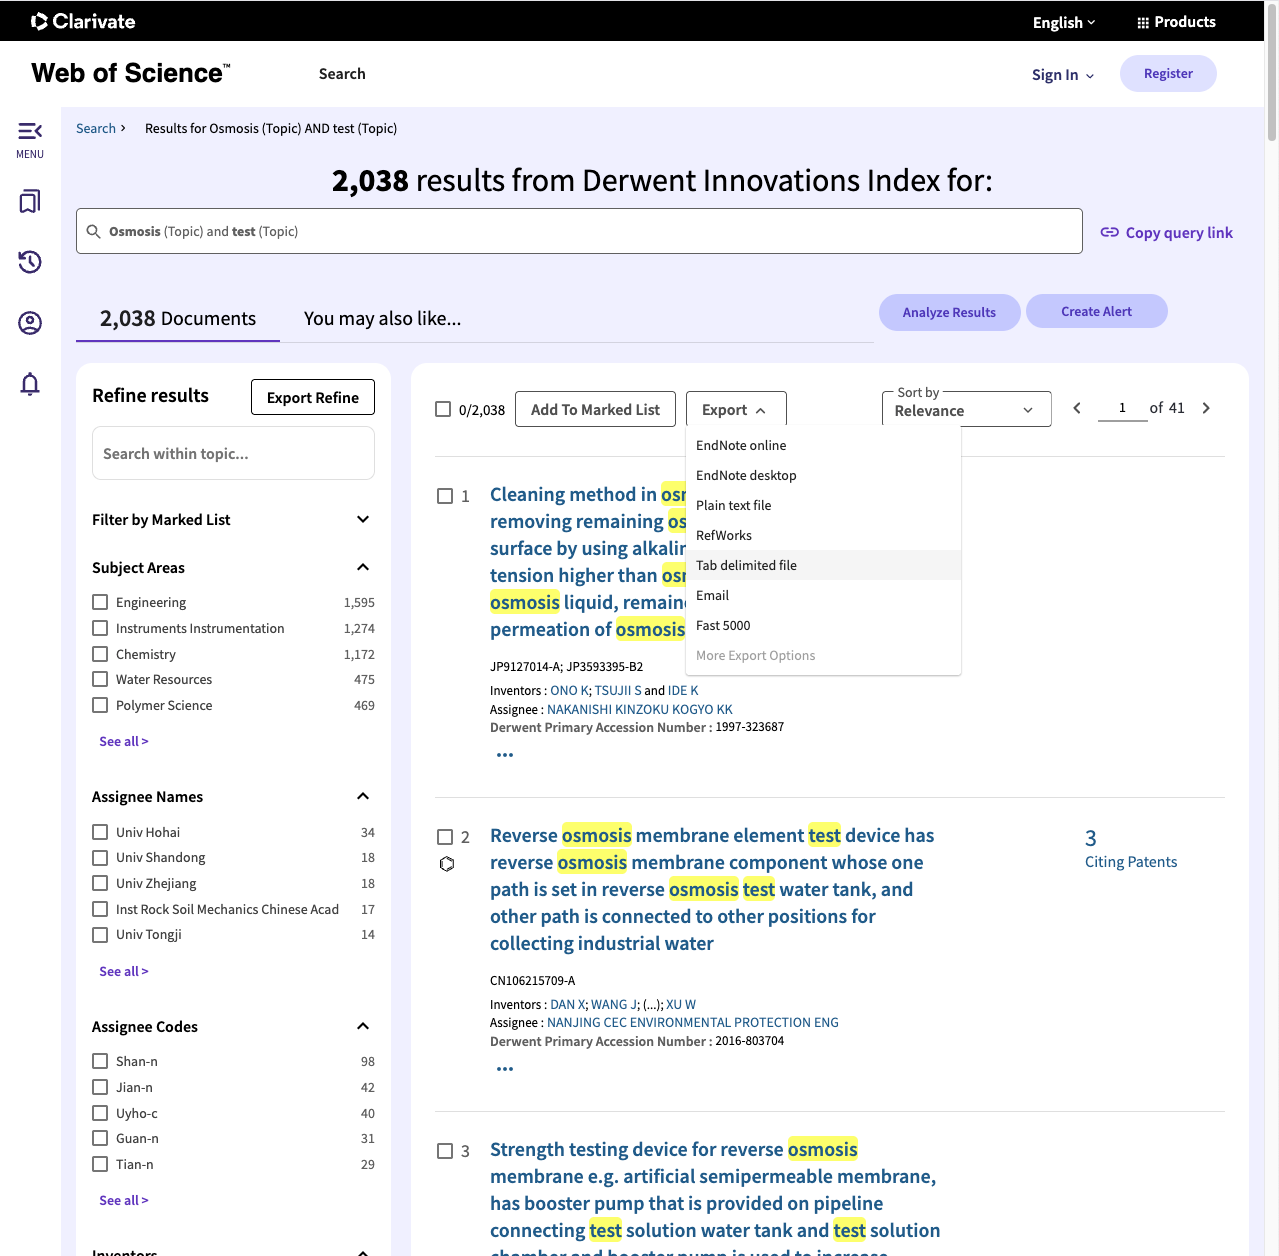 Clarivate
English
Products
Web of Science™
Search
Sign In
Register
MENU
Search > Results for Osmosis (Topic) AND test (Topic)
2,038 results from Derwent Innovations Index for:
Osmosis (Topic) and test (Topic)
Copy query link
2,038 Documents
You may also like...
Analyze Results
Create Alert
Refine results
Export Refine
Search within topic...
Filter by Marked List
Subject Areas
Engineering 1,595
Instruments Instrumentation 1,274
Chemistry 1,172
Water Resources 475
Polymer Science 469
See all >
Assignee Names
Univ Hohai 34
Univ Shandong 18
Univ Zhejiang 18
Inst Rock Soil Mechanics Chinese Acad 17
Univ Tongji 14
See all >
Assignee Codes
Shan-n 98
Jian-n 42
Uyho-c 40
Guan-n 31
Tian-n 29
See all >
Inventors
0/2,038
Add To Marked List
Export
Sort by
Relevance
1 of 41
EndNote online
EndNote desktop
Plain text file
RefWorks
Tab delimited file
Email
Fast 5000
More Export Options
1
Cleaning method in
removing remaining
surface by using
tension higher than
osmosis liquid,
permeation of osmosis
JP9127014-A; JP3593395-B2
Inventors : ONO K; TSUJII S and IDE K
Assignee : NAKANISHI KINZOKU KOGYO KK
Derwent Primary Accession Number : 1997-323687
...
2
Reverse osmosis membrane element test device has
reverse osmosis membrane component whose one
path is set in reverse osmosis test water tank, and
other path is connected to other positions for
collecting industrial water
CN106215709-A
Inventors : DAN X; WANG J; (...); XU W
Assignee : NANJING CEC ENVIRONMENTAL PROTECTION ENG
Derwent Primary Accession Number : 2016-803704
...
3
Citing Patents
3
Strength testing device for reverse osmosis
membrane e.g. artificial semipermeable membrane,
has booster pump that is provided on pipeline
connecting test solution water tank and test solution
chamber and booster pump is used to increase